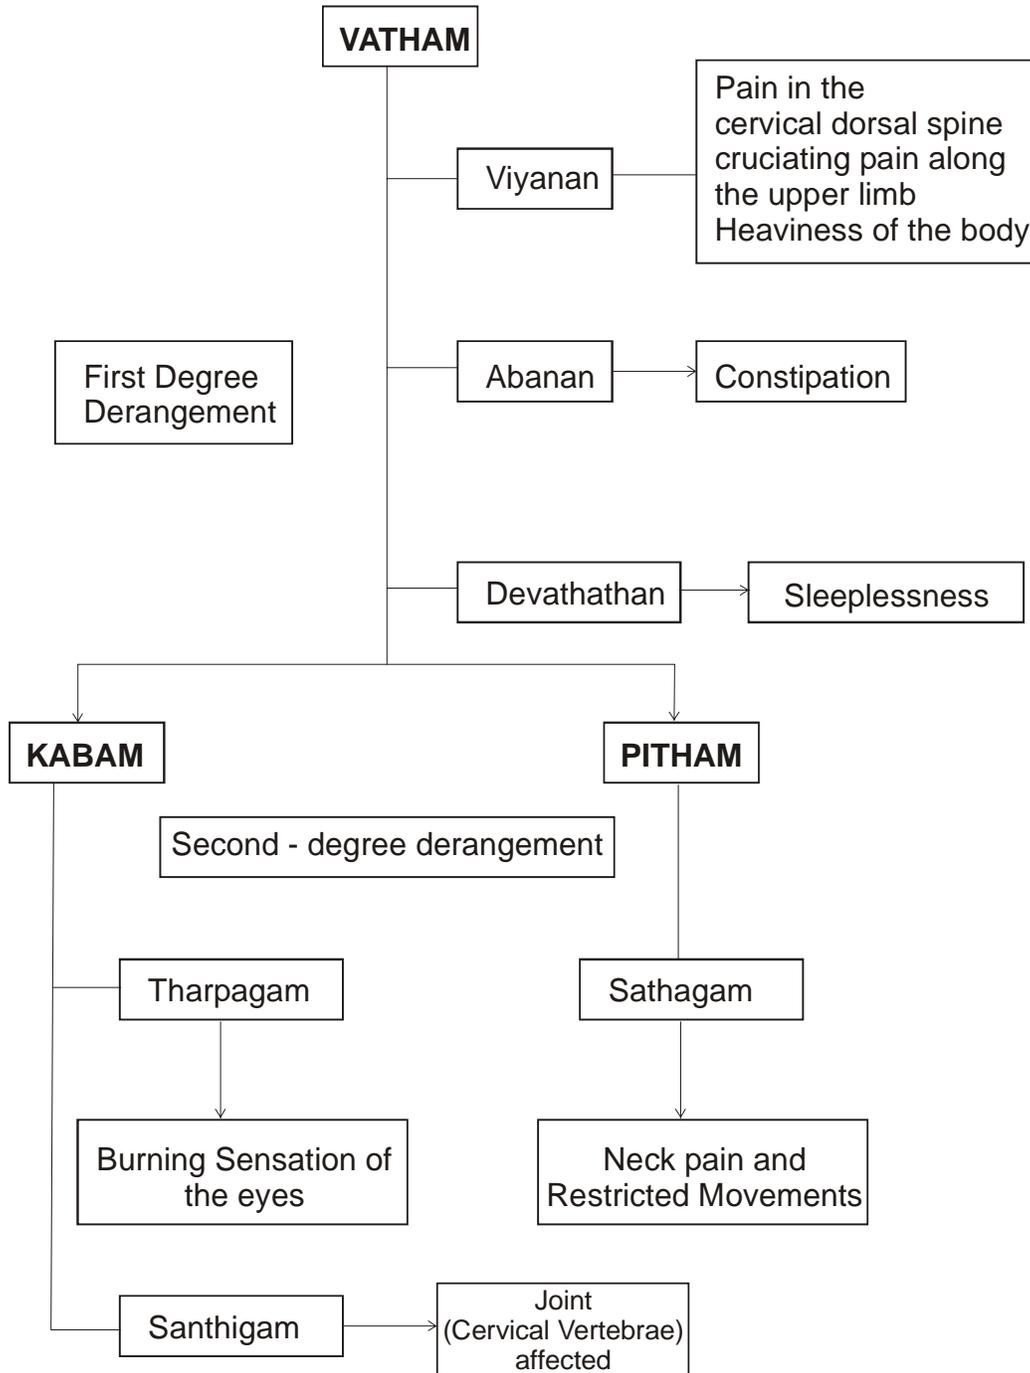 VATHAM
Pain in the
cervical dorsal spine
cruciating pain along
the upper limb
Heaviness of the body
Viyanan
First Degree
Derangement
Abanan
Constipation
Devathathan
Sleeplessness
KABAM
PITHAM
Second - degree derangement
Tharpagam
Sathagam
Burning Sensation of
the eyes
Neck pain and
Restricted Movements
Santhigam
Joint
(Cervical Vertebrae)
affected